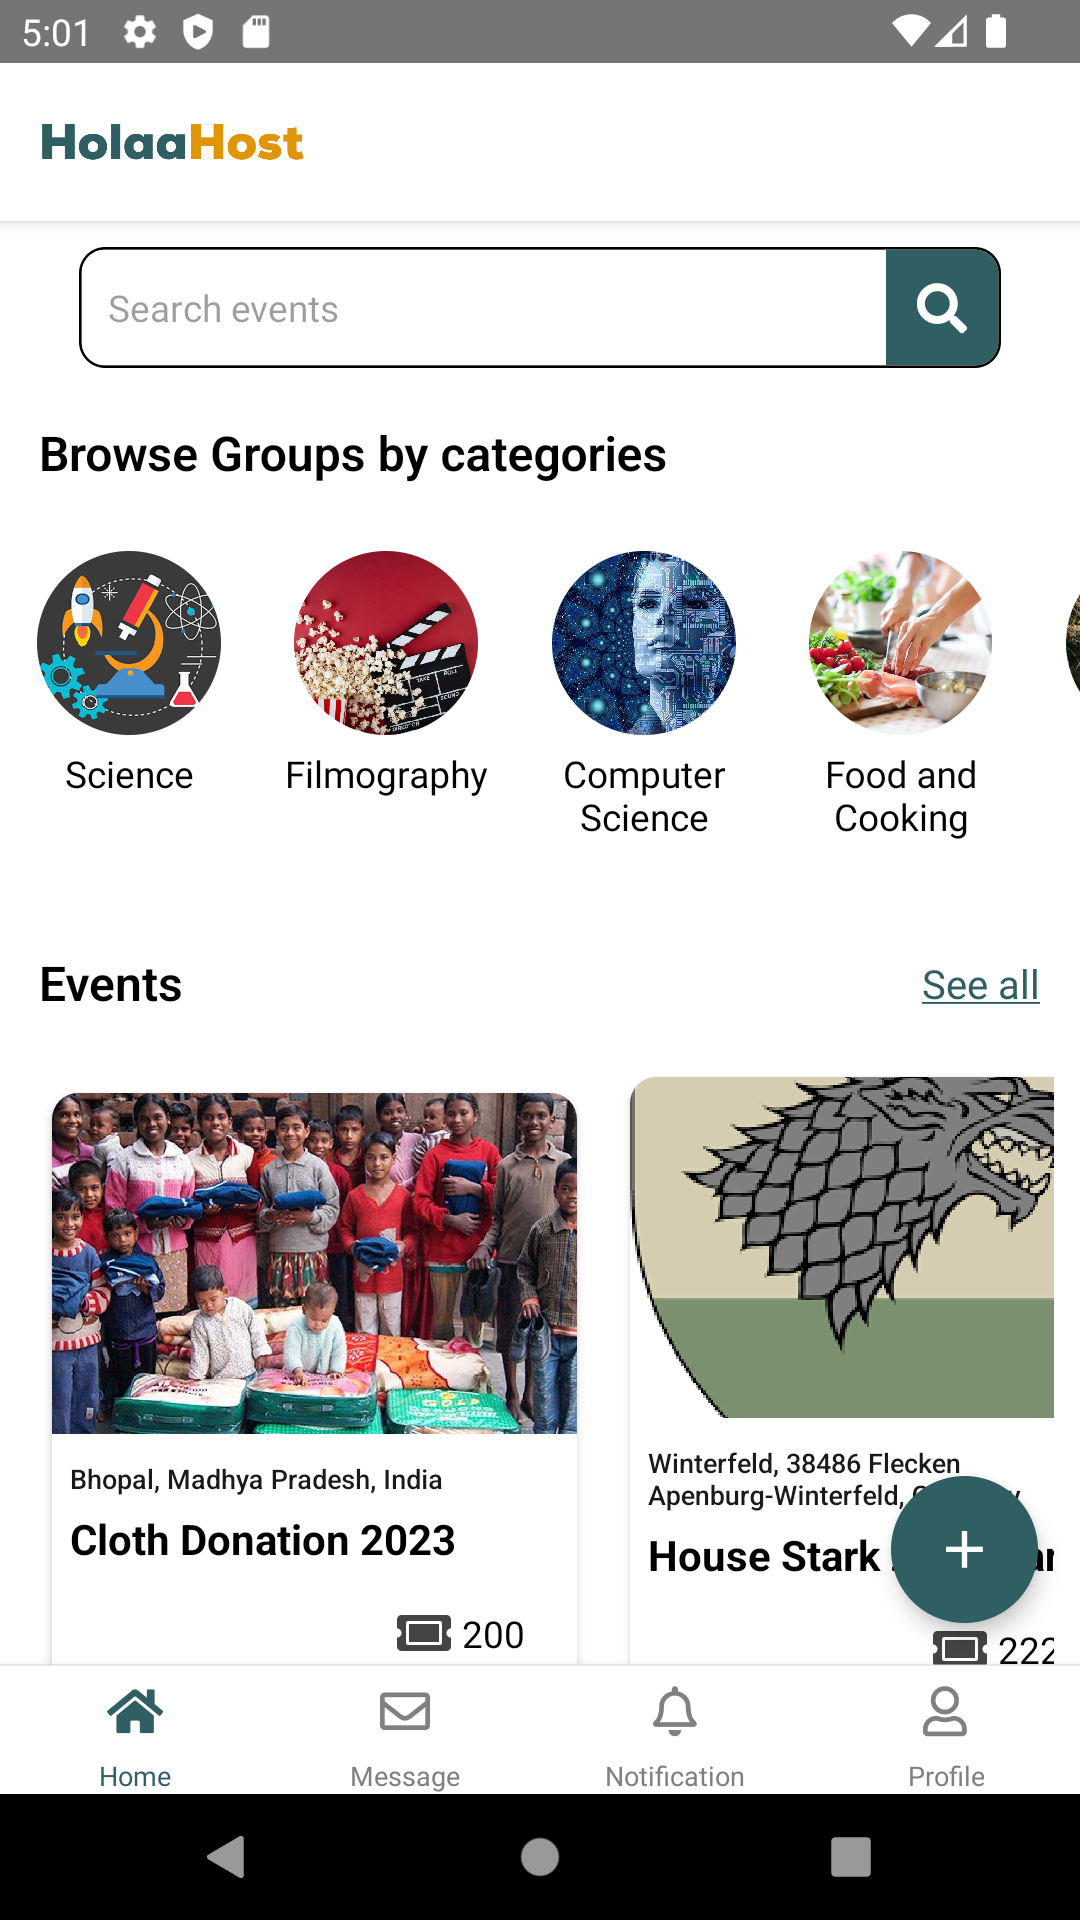 5:01
HolaaHost
Search events
Browse Groups by categories
Science
Filmography
Computer
Science
Food and
Cooking
Events
See all
Bhopal, Madhya Pradesh, India
Cloth Donation 2023
200
Winterfeld, 38486 Flecken
Apenburg-Winterfeld,
House Stark
222
Home
Message
Notification
Profile